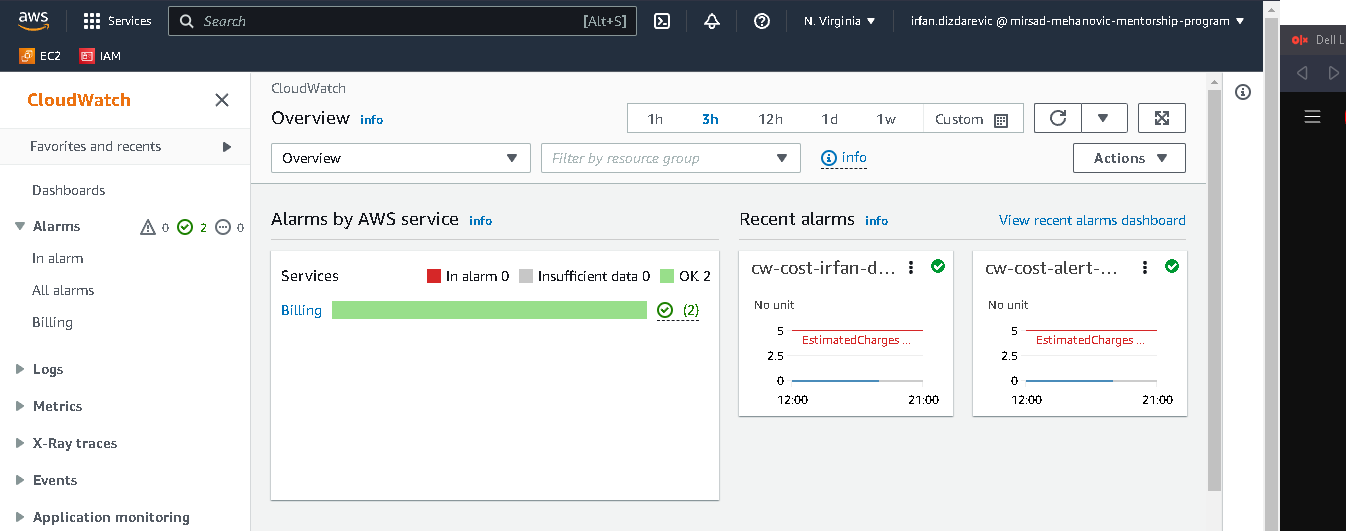 aws Services Search [Alt+S] N. Virginia irfan.dizdarevic @ mirsad-mehanovic-mentorship-program
Dell L
EC2 IAM
CloudWatch
Favorites and recents
Dashboards
Alarms 0 2 0
In alarm
All alarms
Billing
Logs
Metrics
X-Ray traces
Events
Application monitoring
CloudWatch
Overview info
1h 3h 12h 1d 1w Custom
Overview Filter by resource group info Actions
Alarms by AWS service info
Services In alarm 0 Insufficient data 0 OK 2
Billing (2)
Recent alarms info View recent alarms dashboard
cw-cost-irfan-d...
No unit
5
EstimatedCharges ...
2.5
0
12:00 21:00
cw-cost-alert-...
No unit
5
EstimatedCharges ...
2.5
0
12:00 21:00